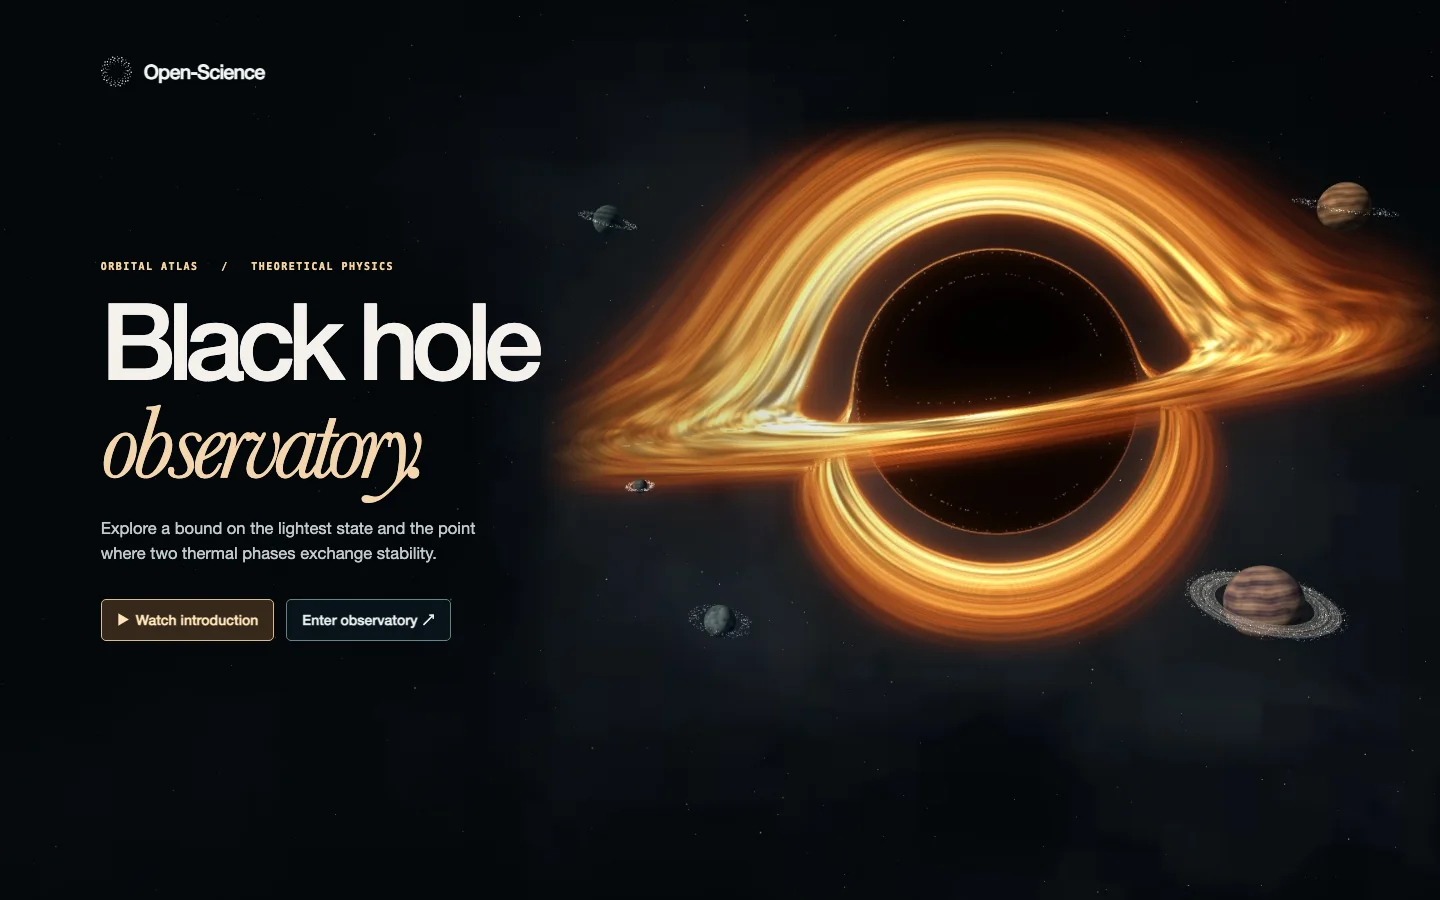 Open-Science
ORBITAL ATLAS / THEORETICAL PHYSICS
Black hole
observatory.
Explore a bound on the lightest state and the point
where two thermal phases exchange stability.
▶ Watch introduction
Enter observatory ↗